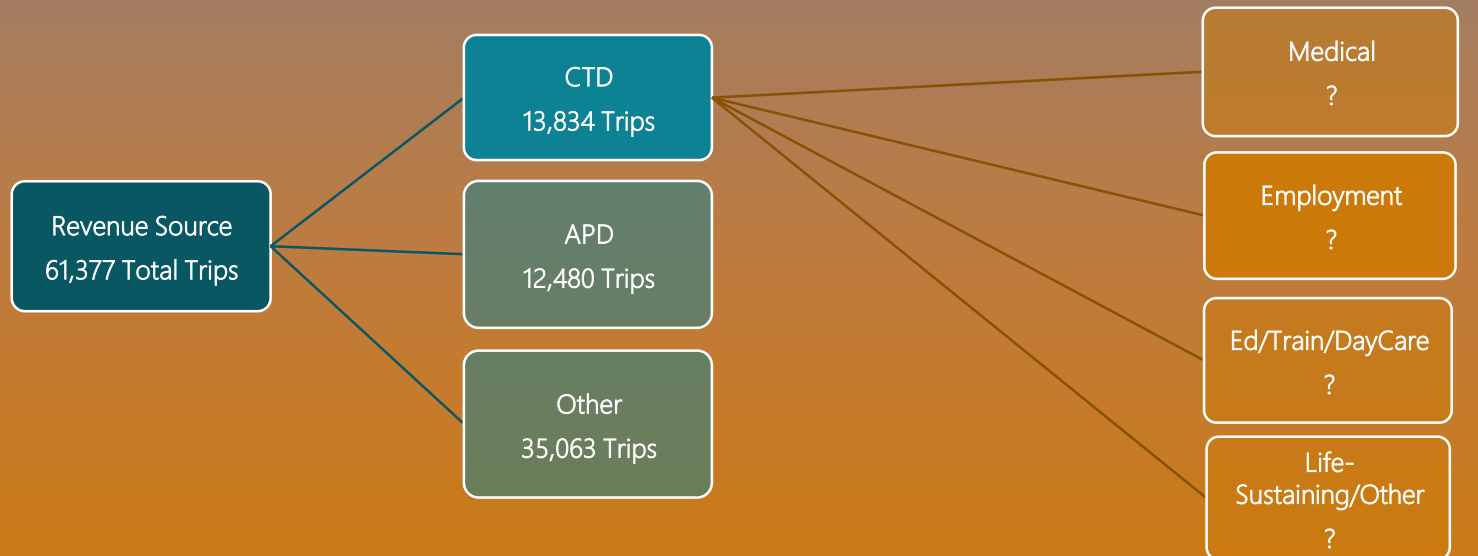 Revenue Source
61,377 Total Trips
CTD
13,834 Trips
APD
12,480 Trips
Other
35,063 Trips
Medical
?
Employment
?
Ed/Train/DayCare
?
Life-
Sustaining/Other
?